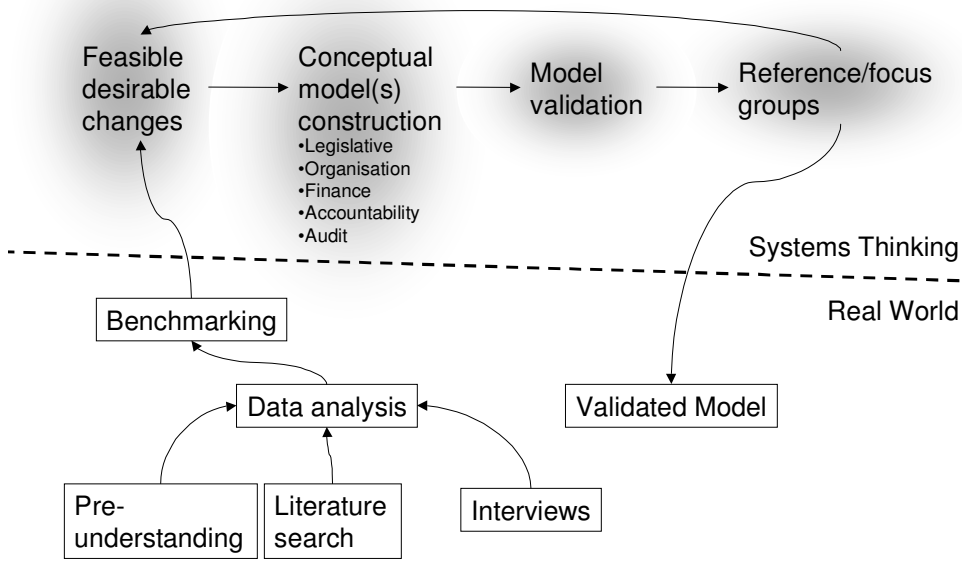 Feasible
desirable
changes
Conceptual
model(s)
construction
•Legislative
•Organisation
•Finance
•Accountability
•Audit
Model
validation
Reference/focus
groups
Systems Thinking
Real World
Benchmarking
Data analysis
Validated Model
Pre-
understanding
Literature
search
Interviews